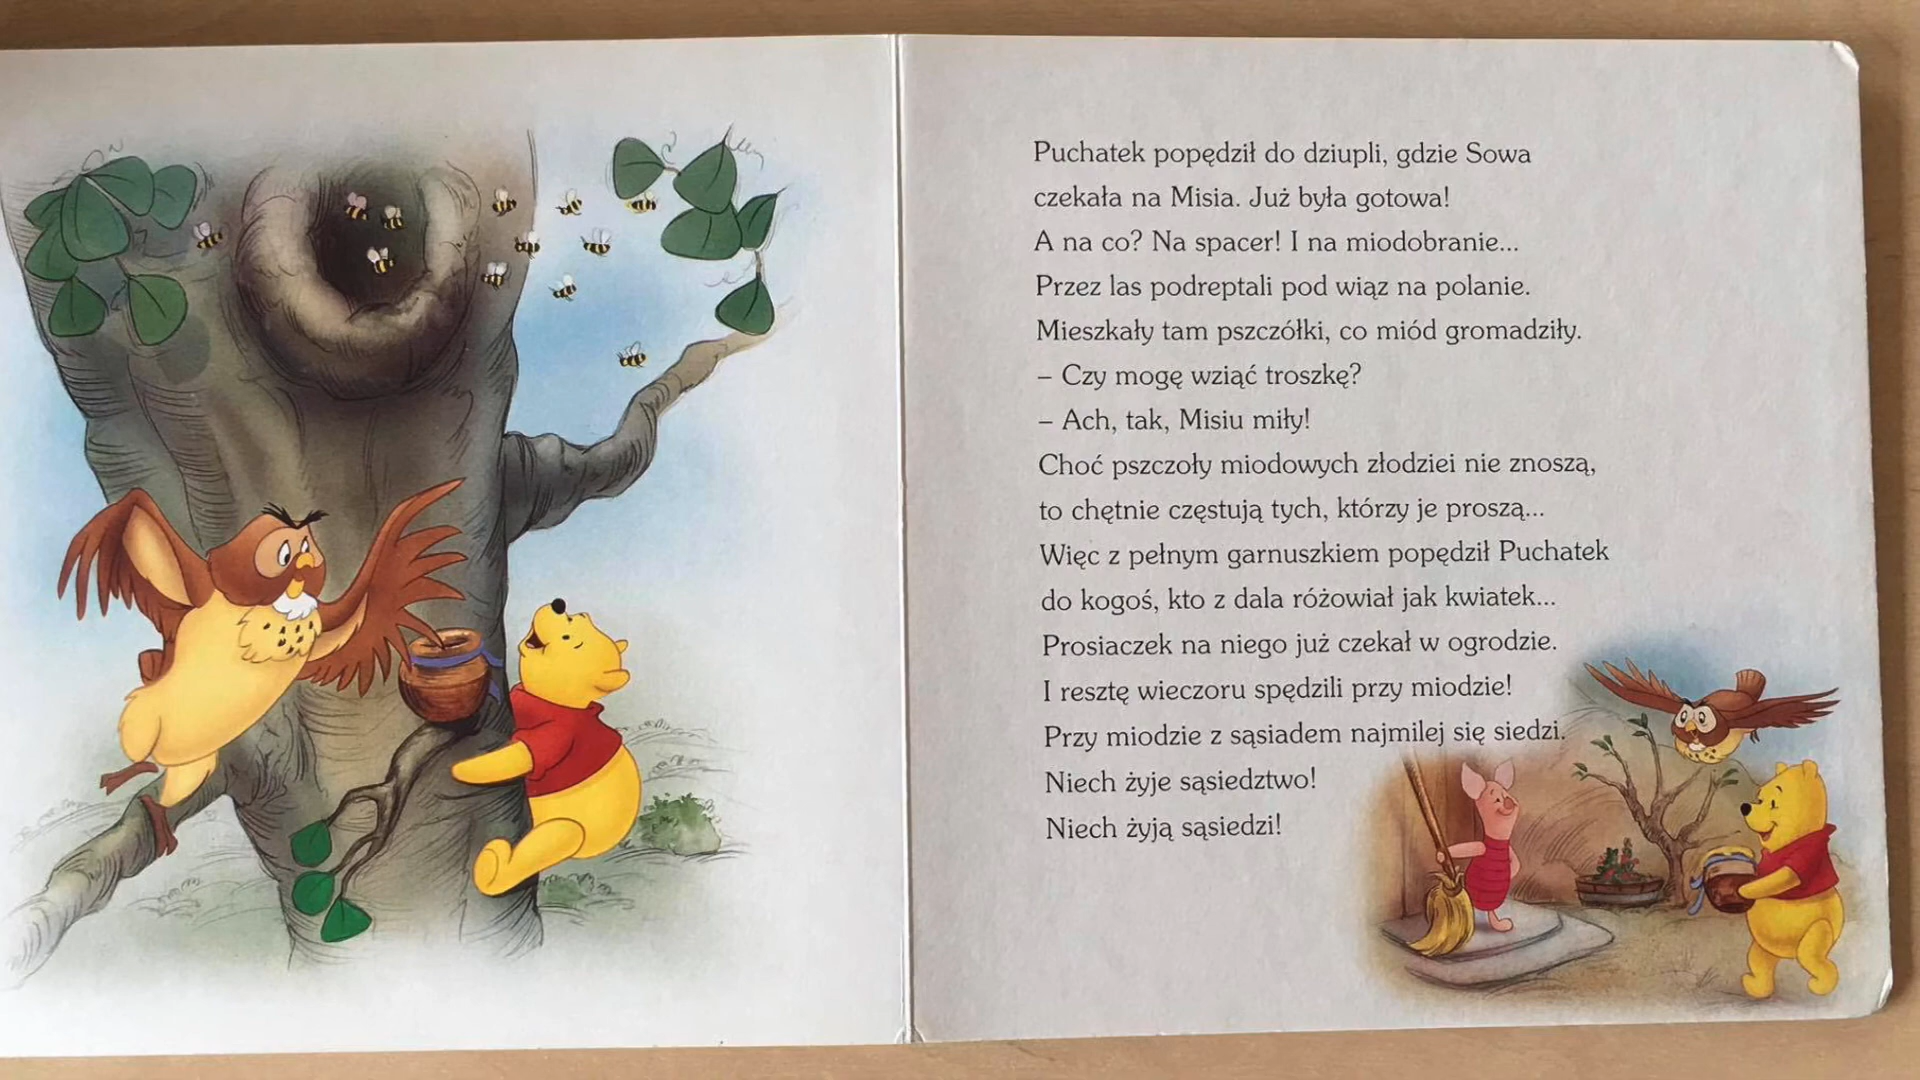 Puchatek popędził do dziupli, gdzie Sowa
czekała na Misia. Już była gotowa!
A na co? Na spacer! I na miodobranie...
Przez las podreptali pod wiąz na polanie.
Mieszkały tam pszczółki, co miód gromadziły.
– Czy mogę wziąć troszkę?
– Ach, tak, Misiu miły!
Choć pszczoły miodowych złodziei nie znoszą,
to chętnie częstują tych, którzy je proszą...
Więc z pełnym garnuszkiem popędził Puchatek
do kogoś, kto z dala różowiał jak kwiatek...
Prosiaczek na niego już czekał w ogrodzie.
I resztę wieczoru spędzili przy miodzie!
Przy miodzie z sąsiadem najmilej się siedzi.
Niech żyje sąsiedztwo!
Niech żyją sąsiedzi!